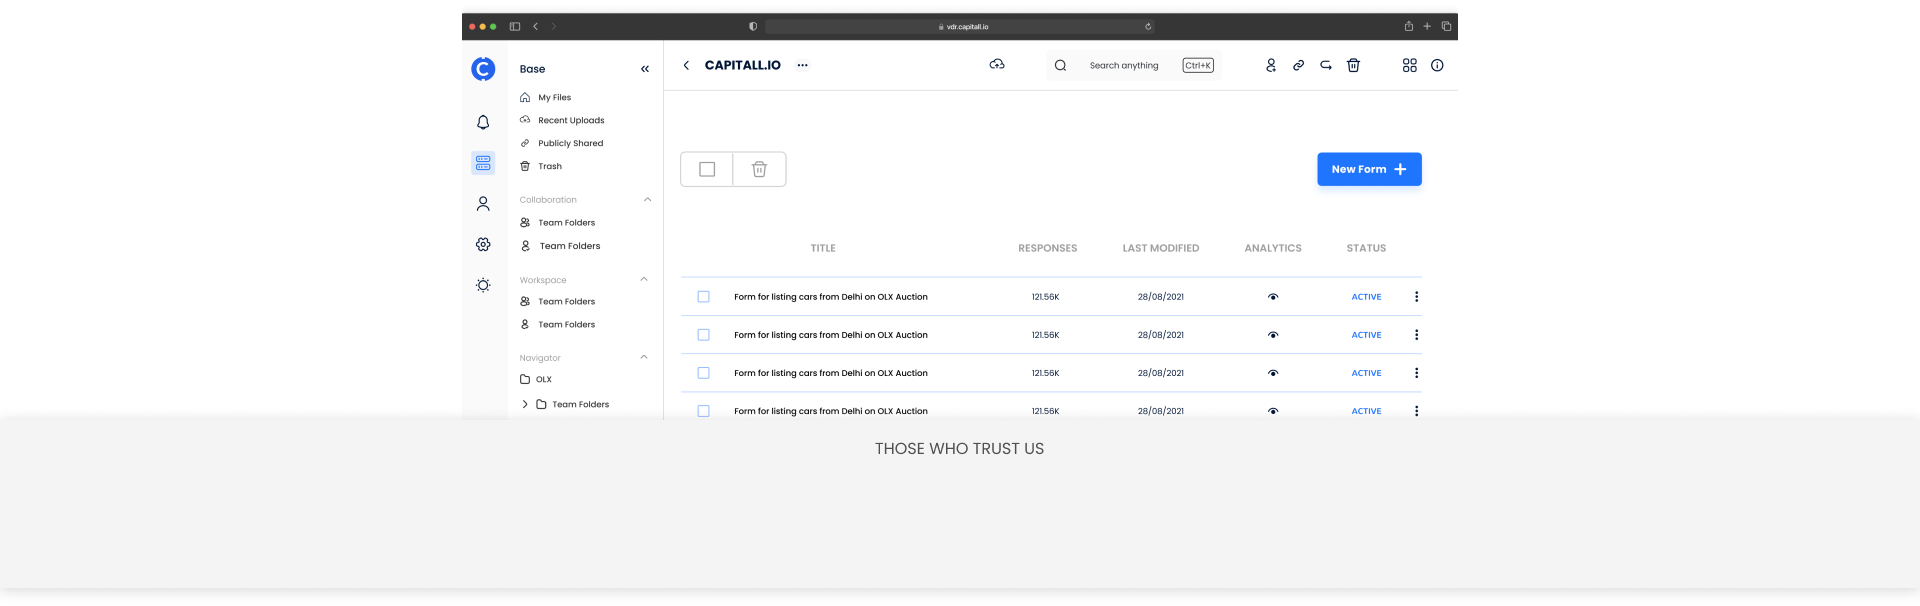 vdr.capitall.io
Base
CAPITALL.IO
Search anything
Ctrl+K
My Files
Recent Uploads
Publicly Shared
Trash
Collaboration
Team Folders
Team Folders
Workspace
Team Folders
Team Folders
Navigator
OLX
Team Folders
New Form
TITLE RESPONSES LAST MODIFIED ANALYTICS STATUS
Form for listing cars from Delhi on OLX Auction 121.56K 28/08/2021 ACTIVE
Form for listing cars from Delhi on OLX Auction 121.56K 28/08/2021 ACTIVE
Form for listing cars from Delhi on OLX Auction 121.56K 28/08/2021 ACTIVE
Form for listing cars from Delhi on OLX Auction 121.56K 28/08/2021 ACTIVE
THOSE WHO TRUST US